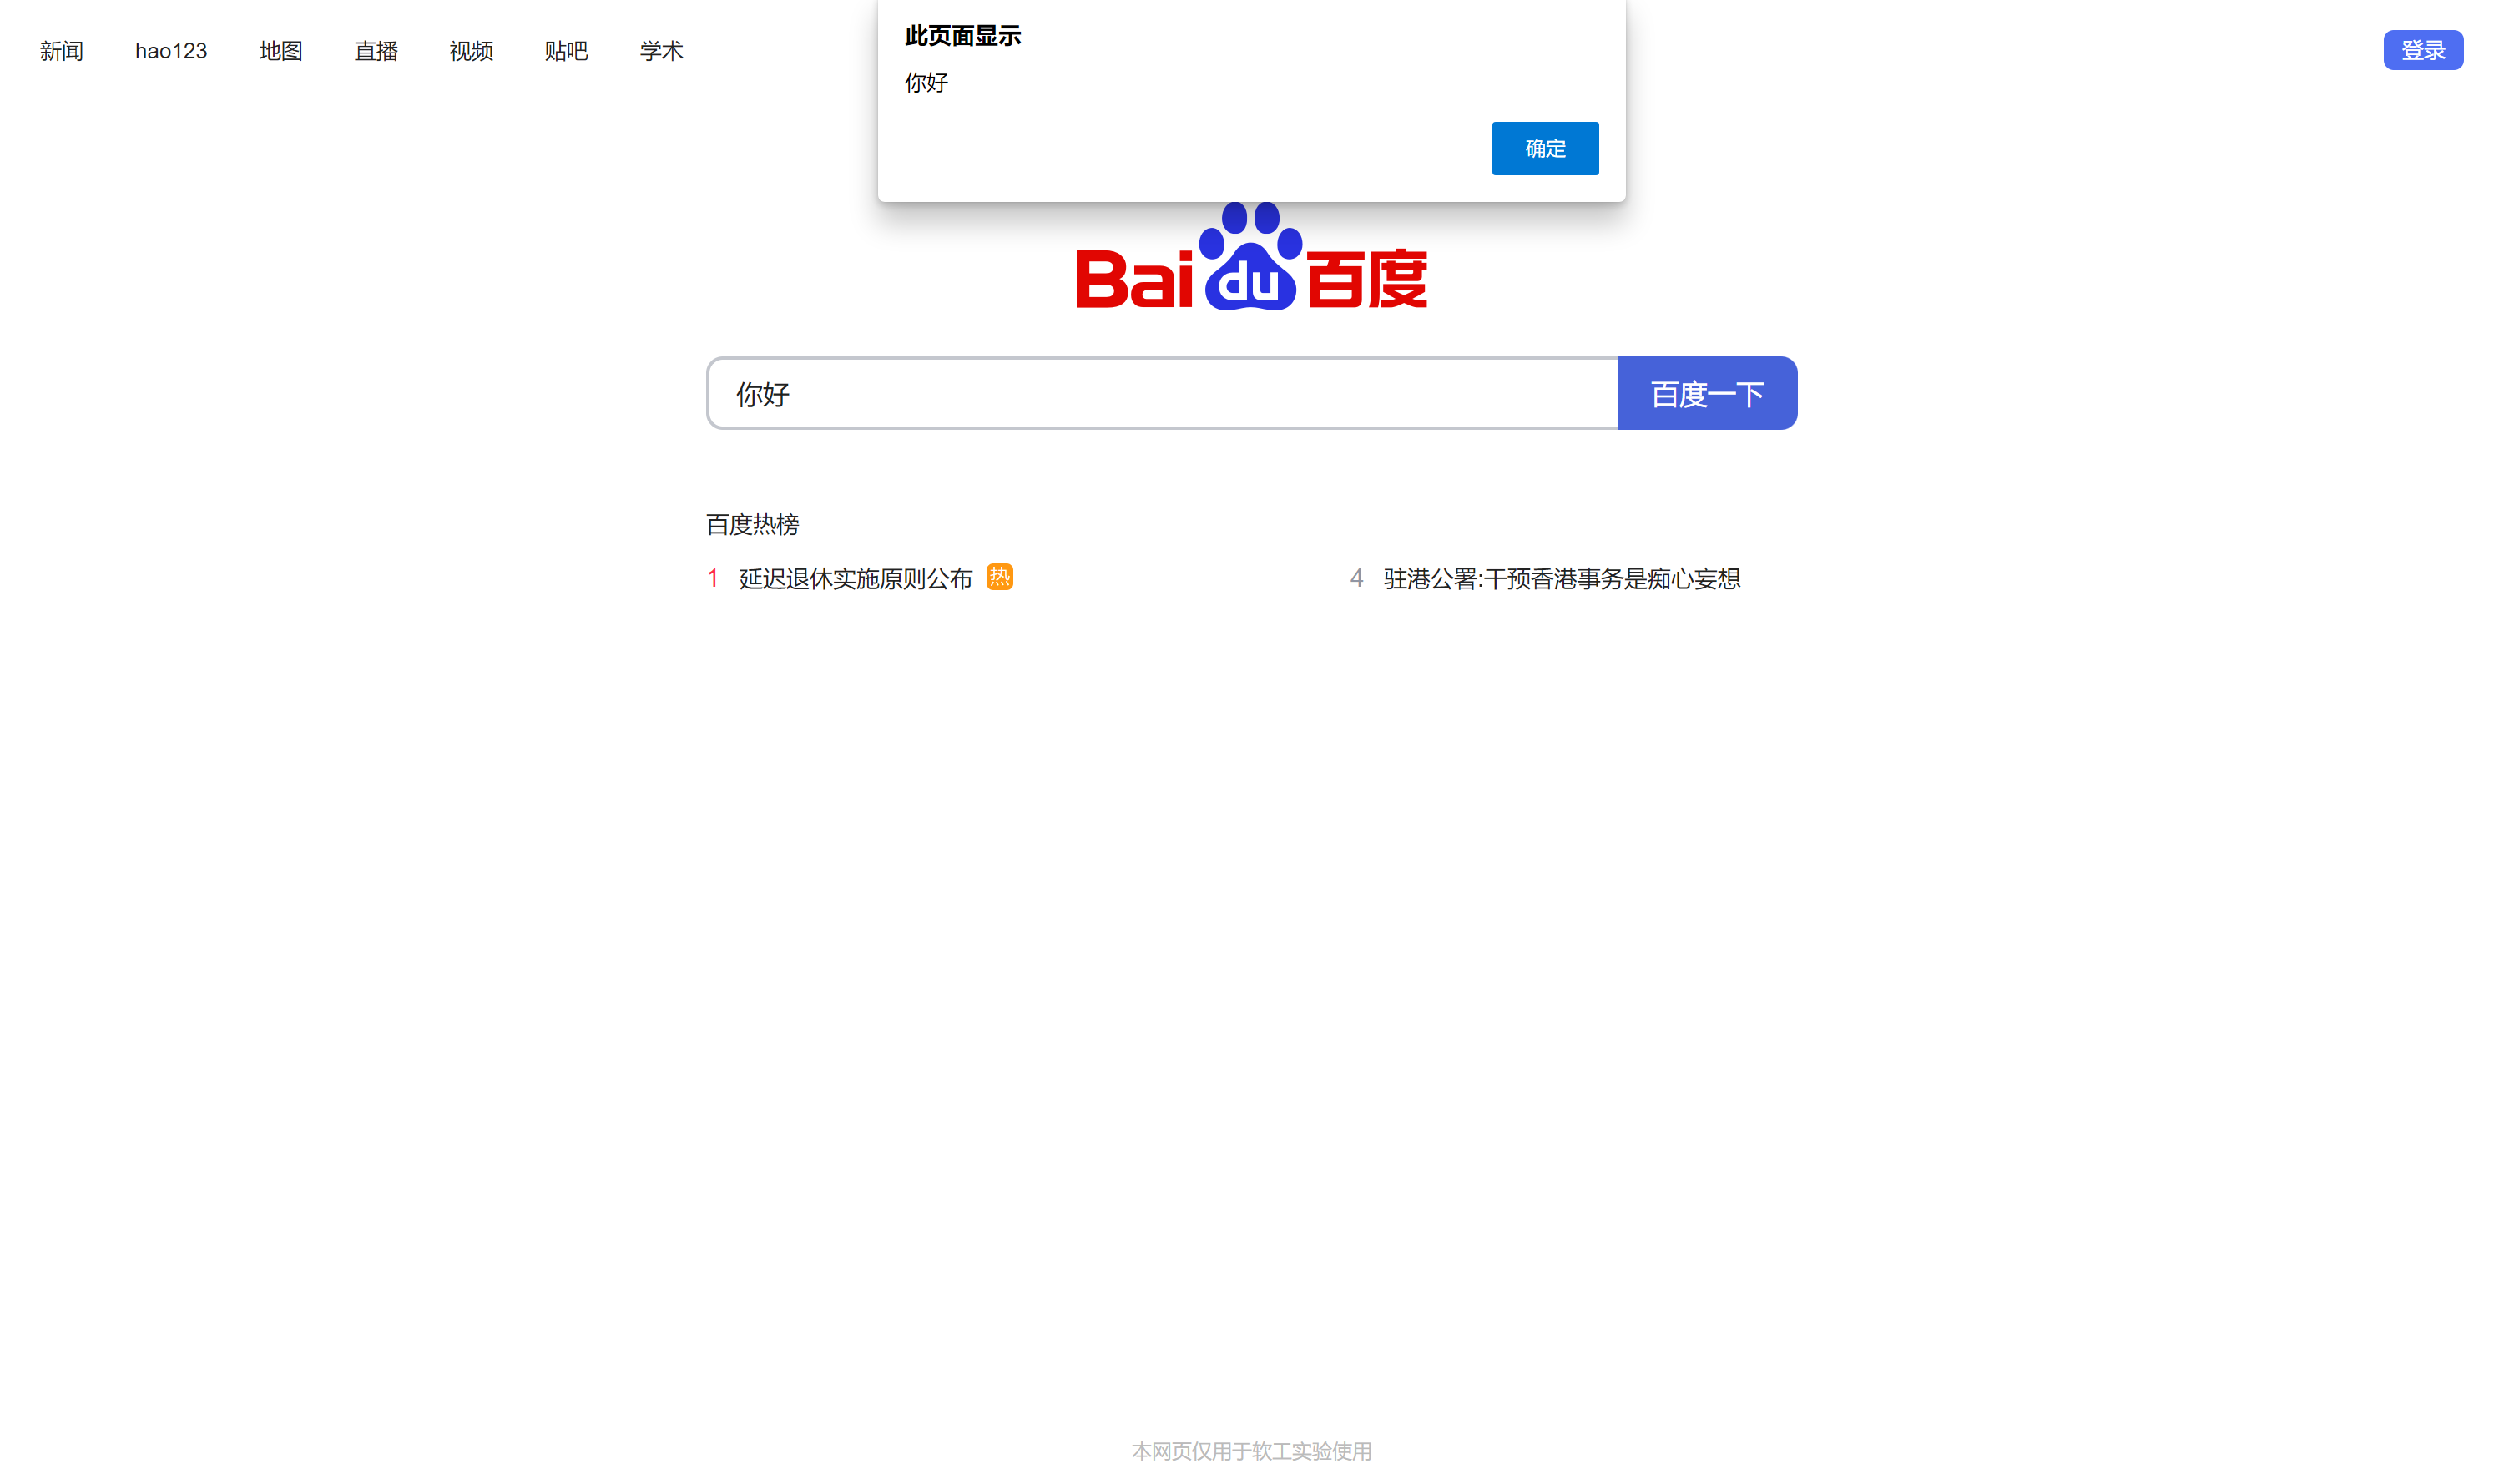 新闻 hao123 地图 直播 视频 贴吧 学术 登录
此页面显示
你好
确定
Bai du 百度
你好 百度一下
百度热榜
1 延迟退休实施原则公布 热 4 驻港公署:干预香港事务是痴心妄想
本网页仅用于软工实验使用